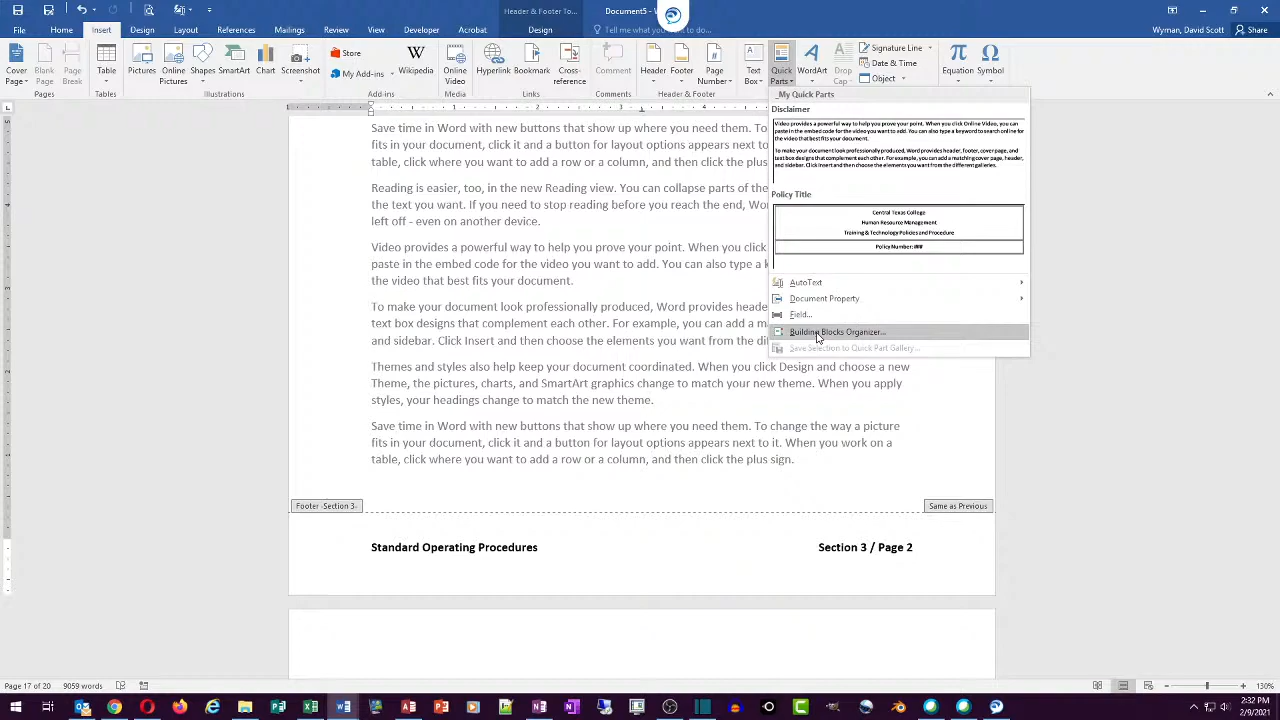 Header & Footer To...
Document5 - W
File
Home
Insert
Design
Layout
References
Mailings
Review
View
Developer
Acrobat
Design
Tell me what you want to do...
Wyman, David Scott
Share
Cover Page
Blank Page
Page Break
Table
Pictures
Online Pictures
Shapes
SmartArt
Chart
Screenshot
Store
My Add-ins
Wikipedia
Online Video
Hyperlink
Bookmark
Cross-reference
Comment
Header
Footer
Page Number
Text Box
Quick Parts
WordArt
Drop Cap
Signature Line
Date & Time
Object
Equation
Symbol
Pages
Tables
Illustrations
Add-ins
Media
Links
Comments
Header & Footer
_My Quick Parts
Disclaimer
Video provides a powerful way to help you prove your point. When you click Online Video, you can
paste in the embed code for the video you want to add. You can also type a keyword to search online for
the video that best fits your document.
To make your document look professionally produced, Word provides header, footer, cover page, and
text box designs that complement each other. For example, you can add a matching cover page, header,
and sidebar. Click Insert and then choose the elements you want from the different galleries.
Policy Title
Central Texas College
Human Resource Management
Training & Technology Policies and Procedure
Policy Number: ###
AutoText
Document Property
Field...
Building Blocks Organizer...
Save Selection to Quick Part Gallery...
Save time in Word with new buttons that show up where you need them. To
fits in your document, click it and a button for layout options appears next to
table, click where you want to add a row or a column, and then click the plus
Reading is easier, too, in the new Reading view. You can collapse parts of the
the text you want. If you need to stop reading before you reach the end, Wor
left off - even on another device.
Video provides a powerful way to help you prove your point. When you click
paste in the embed code for the video you want to add. You can also type a k
the video that best fits your document.
To make your document look professionally produced, Word provides heade
text box designs that complement each other. For example, you can add a ma
and sidebar. Click Insert and then choose the elements you want from the di
Themes and styles also help keep your document coordinated. When you click Design and choose a new
Theme, the pictures, charts, and SmartArt graphics change to match your new theme. When you apply
styles, your headings change to match the new theme.
Save time in Word with new buttons that show up where you need them. To change the way a picture
fits in your document, click it and a button for layout options appears next to it. When you work on a
table, click where you want to add a row or a column, and then click the plus sign.
Footer -Section 3-
Same as Previous
Standard Operating Procedures
Section 3 / Page 2
Page 17 of 20
9059 words
130%
2:32 PM
2/9/2021